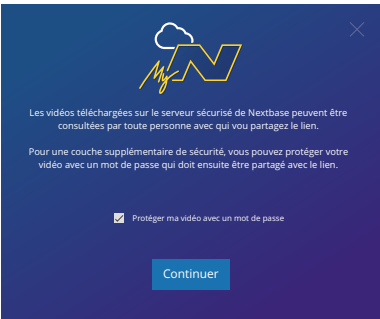 My N
Les vidéos téléchargées sur le serveur sécurisé de Nextbase peuvent être
consultées par toute personne avec qui vou partagez le lien.
Pour une couche supplémentaire de sécurité, vous pouvez protéger votre
vidéo avec un mot de passe qui doit ensuite être partagé avec le lien.
Protéger ma vidéo avec un mot de passe
Continuer